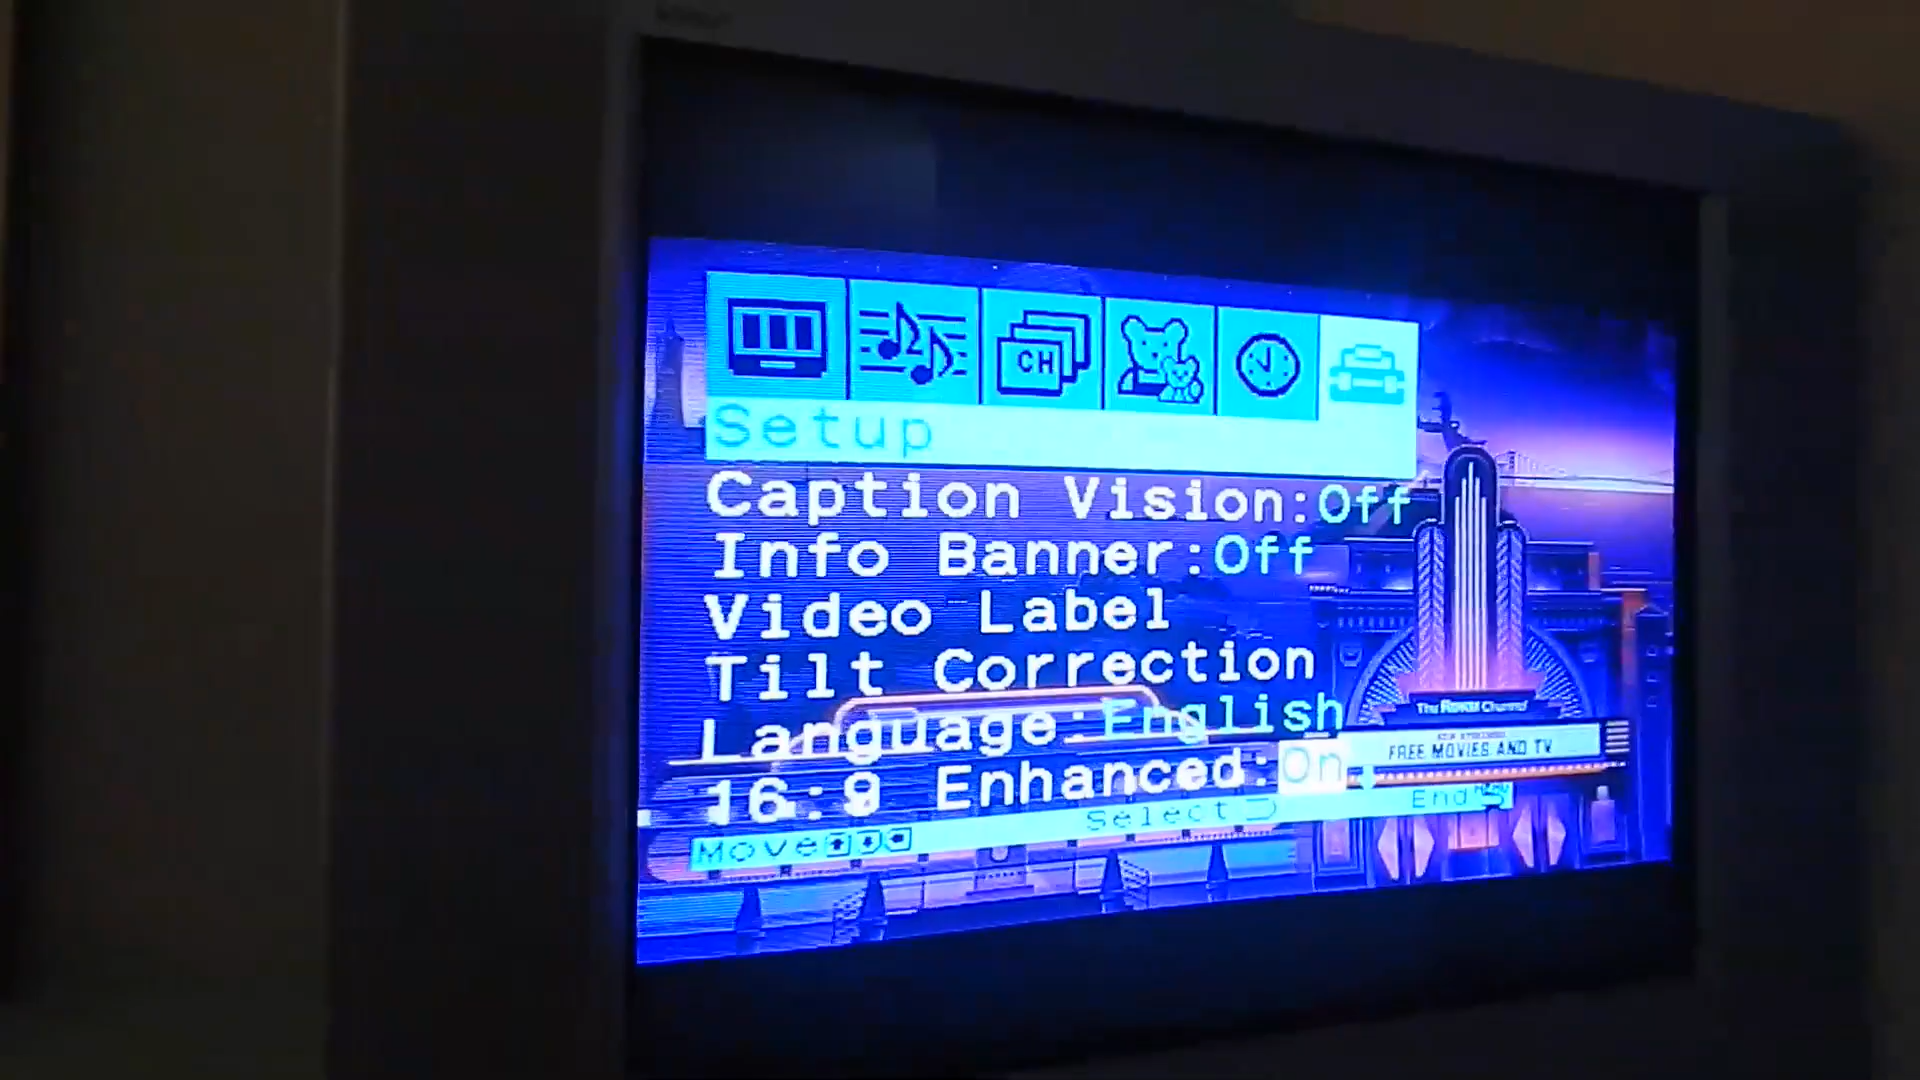 CH
Setup
Caption Vision:Off
Info Banner:Off
Video Label
Tilt Correction
Language:English
16:9 Enhanced:On
Move Select End
The Roku Channel
FREE MOVIES AND TV